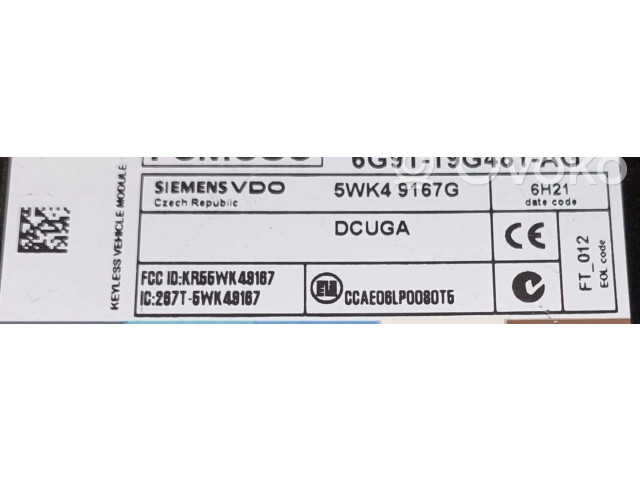 6G91-19G481-AG
SIEMENS VDO 5WK4 9167G 6H21
Czech Republic date code
DCUGA
FCC ID:KR55WK49167
IC:267T-5WK49167
CCAE06LP0080T5
CE
KEYLESS VEHICLE MODULE
FT_012
EOL code
Ovoko